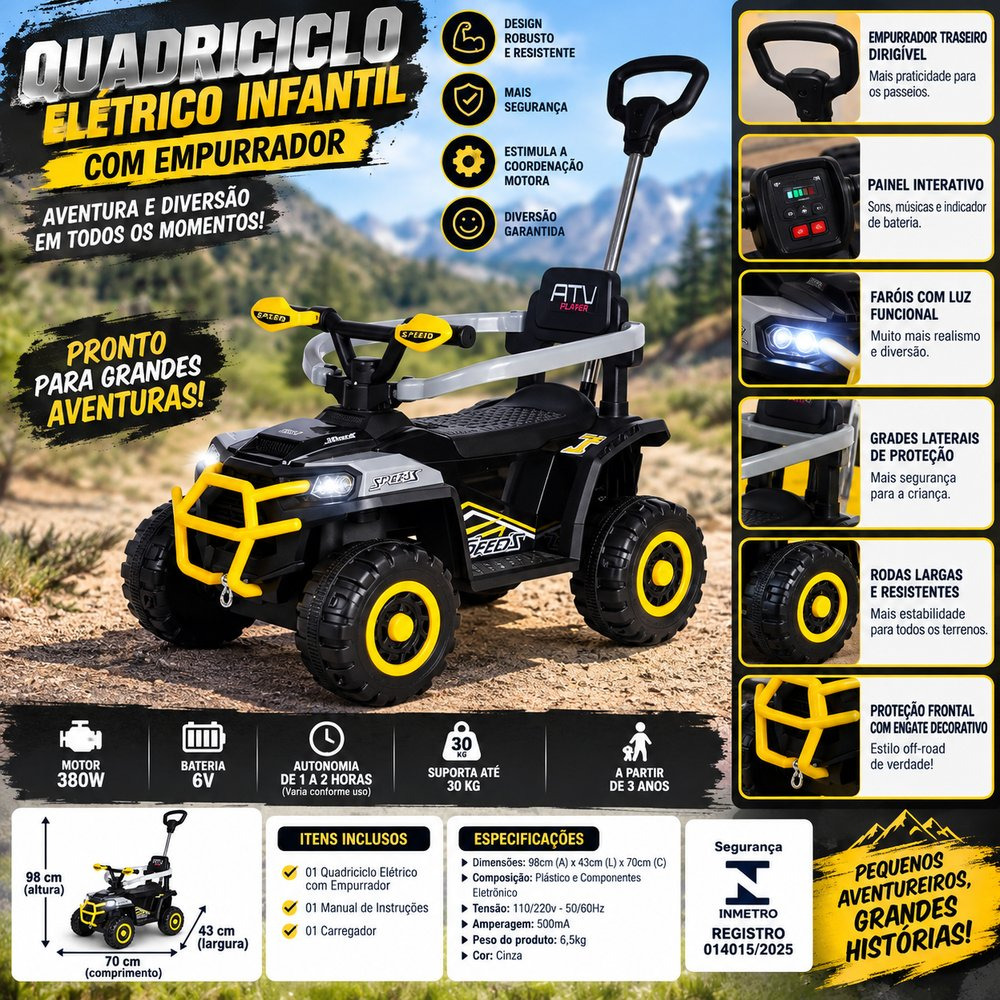 QUADRICICLO
ELÉTRICO INFANTIL
COM EMPURRADOR
AVENTURA E DIVERSÃO
EM TODOS OS MOMENTOS!
DESIGN
ROBUSTO
E RESISTENTE
MAIS
SEGURANÇA
ESTIMULA A
COORDENAÇÃO
MOTORA
DIVERSÃO
GARANTIDA
PRONTO
PARA GRANDES
AVENTURAS!
ATV
PLAYER
SPEED
SPEEDS
EMPURRADOR TRASEIRO
DIRIGÍVEL
Mais praticidade para
os passeios.
PAINEL INTERATIVO
Sons, músicas e indicador
de bateria.
FARÓIS COM LUZ
FUNCIONAL
Muito mais realismo
e diversão.
GRADES LATERAIS
DE PROTEÇÃO
Mais segurança
para a criança.
RODAS LARGAS
E RESISTENTES
Mais estabilidade
para todos os terrenos.
PROTEÇÃO FRONTAL
COM ENGATE DECORATIVO
Estilo off-road
de verdade!
MOTOR
380W
BATERIA
6V
AUTONOMIA
DE 1 A 2 HORAS
(Varia conforme uso)
30
KG
SUPORTA ATÉ
30 KG
A PARTIR
DE 3 ANOS
98 cm
(altura)
43 cm
(largura)
70 cm
(comprimento)
ITENS INCLUSOS
01 Quadriciclo Elétrico
com Empurrador
01 Manual de Instruções
01 Carregador
ESPECIFICAÇÕES
Dimensões: 98cm (A) x 43cm (L) x 70cm (C)
Composição: Plástico e Componentes
Eletrônico
Tensão: 110/220v - 50/60Hz
Amperagem: 500mA
Peso do produto: 6,5kg
Cor: Cinza
Segurança
INMETRO
REGISTRO
014015/2025
PEQUENOS
AVENTUREIROS,
GRANDES
HISTÓRIAS!